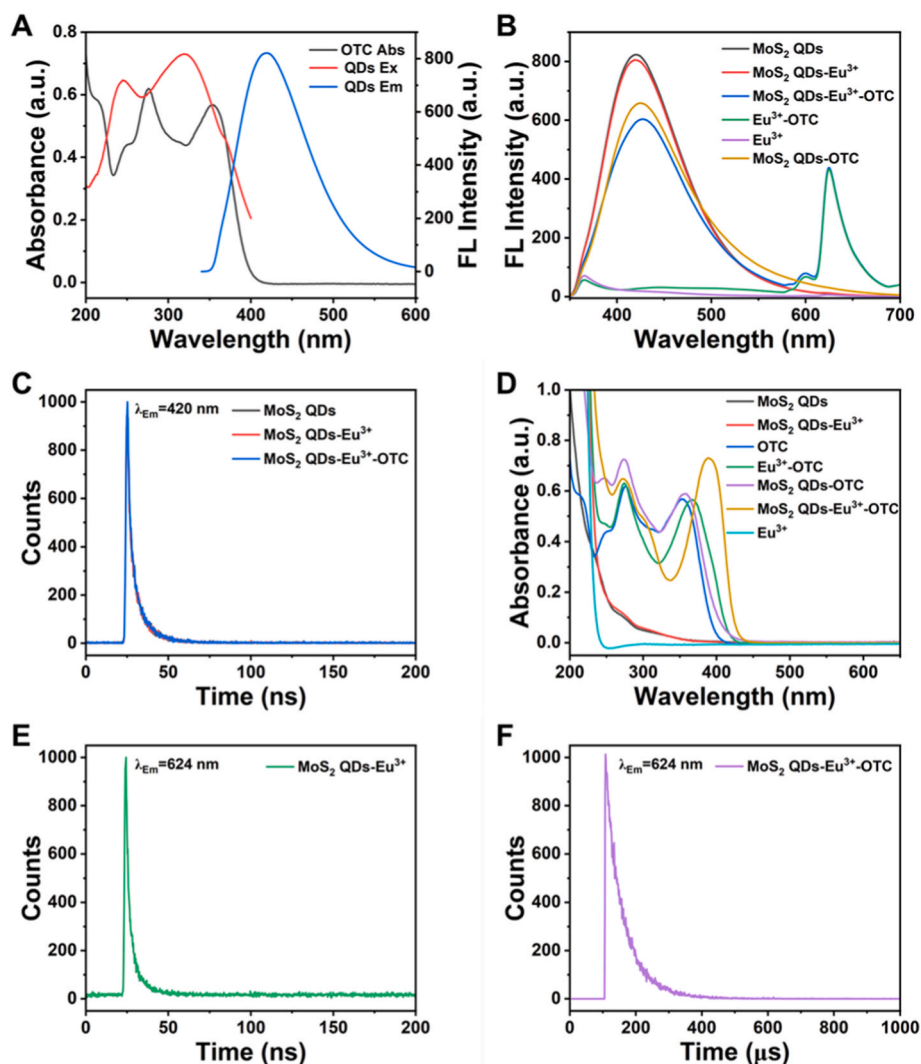 A
Absorbance (a.u.)
0.8
0.6
0.4
0.2
0.0
OTC Abs
QDs Ex
QDs Em
800
600
400
200
0
FL Intensity (a.u.)
200 300 400 500 600
Wavelength (nm)
B
FL Intensity (a.u.)
800
600
400
200
0
MoS₂ QDs
MoS₂ QDs-Eu³⁺
MoS₂ QDs-Eu³⁺-OTC
Eu³⁺-OTC
Eu³⁺
MoS₂ QDs-OTC
400 500 600 700
Wavelength (nm)
C
Counts
1000
800
600
400
200
0
λEm=420 nm
MoS₂ QDs
MoS₂ QDs-Eu³⁺
MoS₂ QDs-Eu³⁺-OTC
0 50 100 150 200
Time (ns)
D
Absorbance (a.u.)
1.0
0.8
0.6
0.4
0.2
0.0
MoS₂ QDs
MoS₂ QDs-Eu³⁺
OTC
Eu³⁺-OTC
MoS₂ QDs-OTC
MoS₂ QDs-Eu³⁺-OTC
Eu³⁺
200 300 400 500 600
Wavelength (nm)
E
Counts
1000
800
600
400
200
0
λEm=624 nm
MoS₂ QDs-Eu³⁺
0 50 100 150 200
Time (ns)
F
Counts
1000
800
600
400
200
0
λEm=624 nm
MoS₂ QDs-Eu³⁺-OTC
0 200 400 600 800 1000
Time (μs)